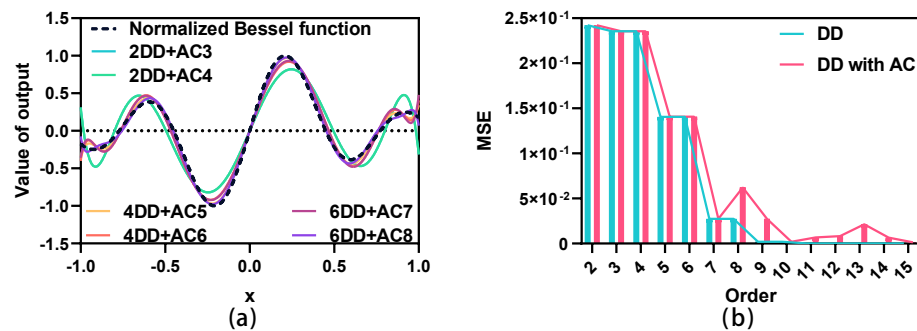 (a)
Normalized Bessel function
2DD+AC3
2DD+AC4
4DD+AC5
4DD+AC6
6DD+AC7
6DD+AC8
Value of output
1.5
1.0
0.5
0.0
-0.5
-1.0
-1.5
-1.0
-0.5
0.0
0.5
1.0
x
(a)
(b)
DD
DD with AC
MSE
2.5×10⁻¹
2×10⁻¹
1.5×10⁻¹
1×10⁻¹
5×10⁻²
0
2
3
4
5
6
7
8
9
10
11
12
13
14
15
Order
(b)